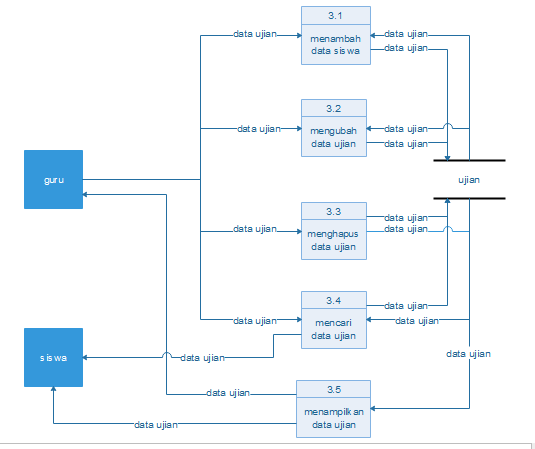 3.1
data ujian
menambah
data siswa
data ujian
data ujian
3.2
data ujian
mengubah
data ujian
data ujian
data ujian
guru
ujian
3.3
data ujian
menghapus
data ujian
data ujian
data ujian
3.4
data ujian
mencari
data ujian
data ujian
data ujian
siswa
data ujian
data ujian
3.5
data ujian
menampilkan
data ujian
data ujian